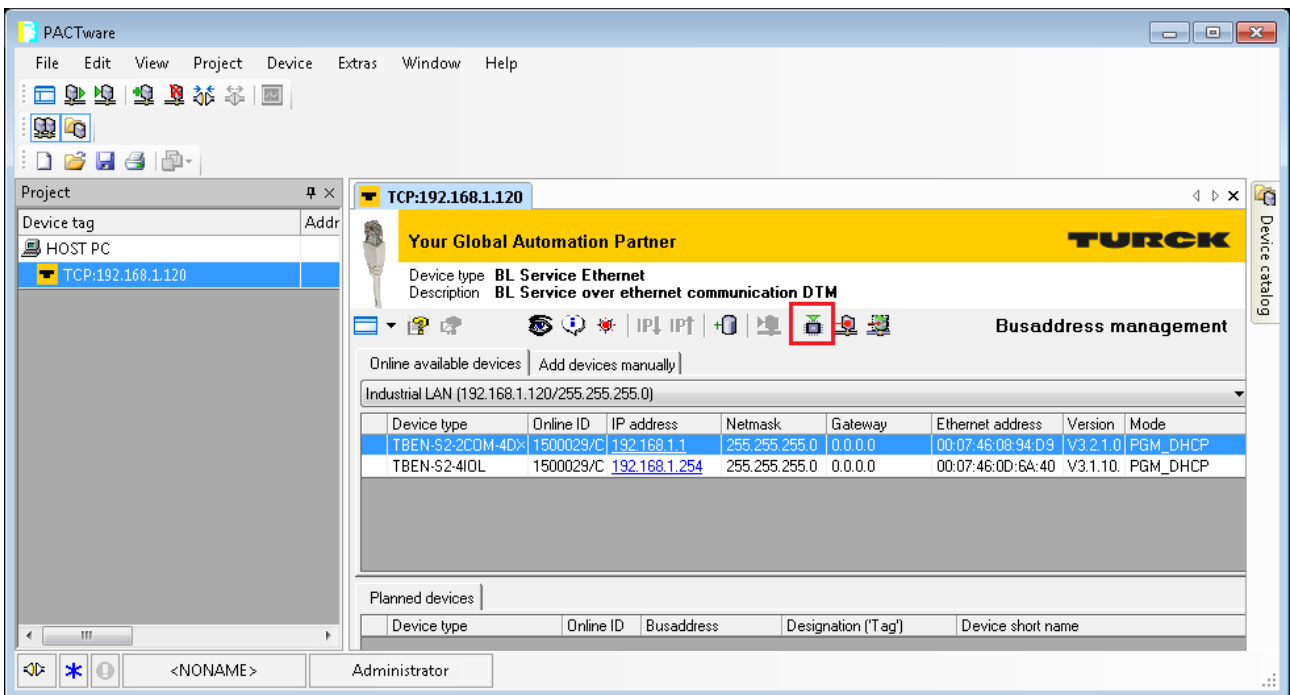 PACTware
File Edit View Project Device Extras Window Help
Project
Device tag Addr
HOST PC
TCP:192.168.1.120
TCP:192.168.1.120
Your Global Automation Partner
TURCK
Device type BL Service Ethernet
Description BL Service over ethernet communication DTM
IP IP Busaddress management
Online available devices Add devices manually
Industrial LAN (192.168.1.120/255.255.255.0)
Device type Online ID IP address Netmask Gateway Ethernet address Version Mode
TBEN-S2-2COM-4DX 1500029/C 192.168.1.1 255.255.255.0 0.0.0.0 00:07:46:08:94:D9 V3.2.1.0 PGM_DHCP
TBEN-S2-4IOL 1500029/C 192.168.1.254 255.255.255.0 0.0.0.0 00:07:46:0D:6A:40 V3.1.10. PGM_DHCP
Planned devices
Device type Online ID Busaddress Designation ('Tag') Device short name
Device catalog
<NONAME> Administrator